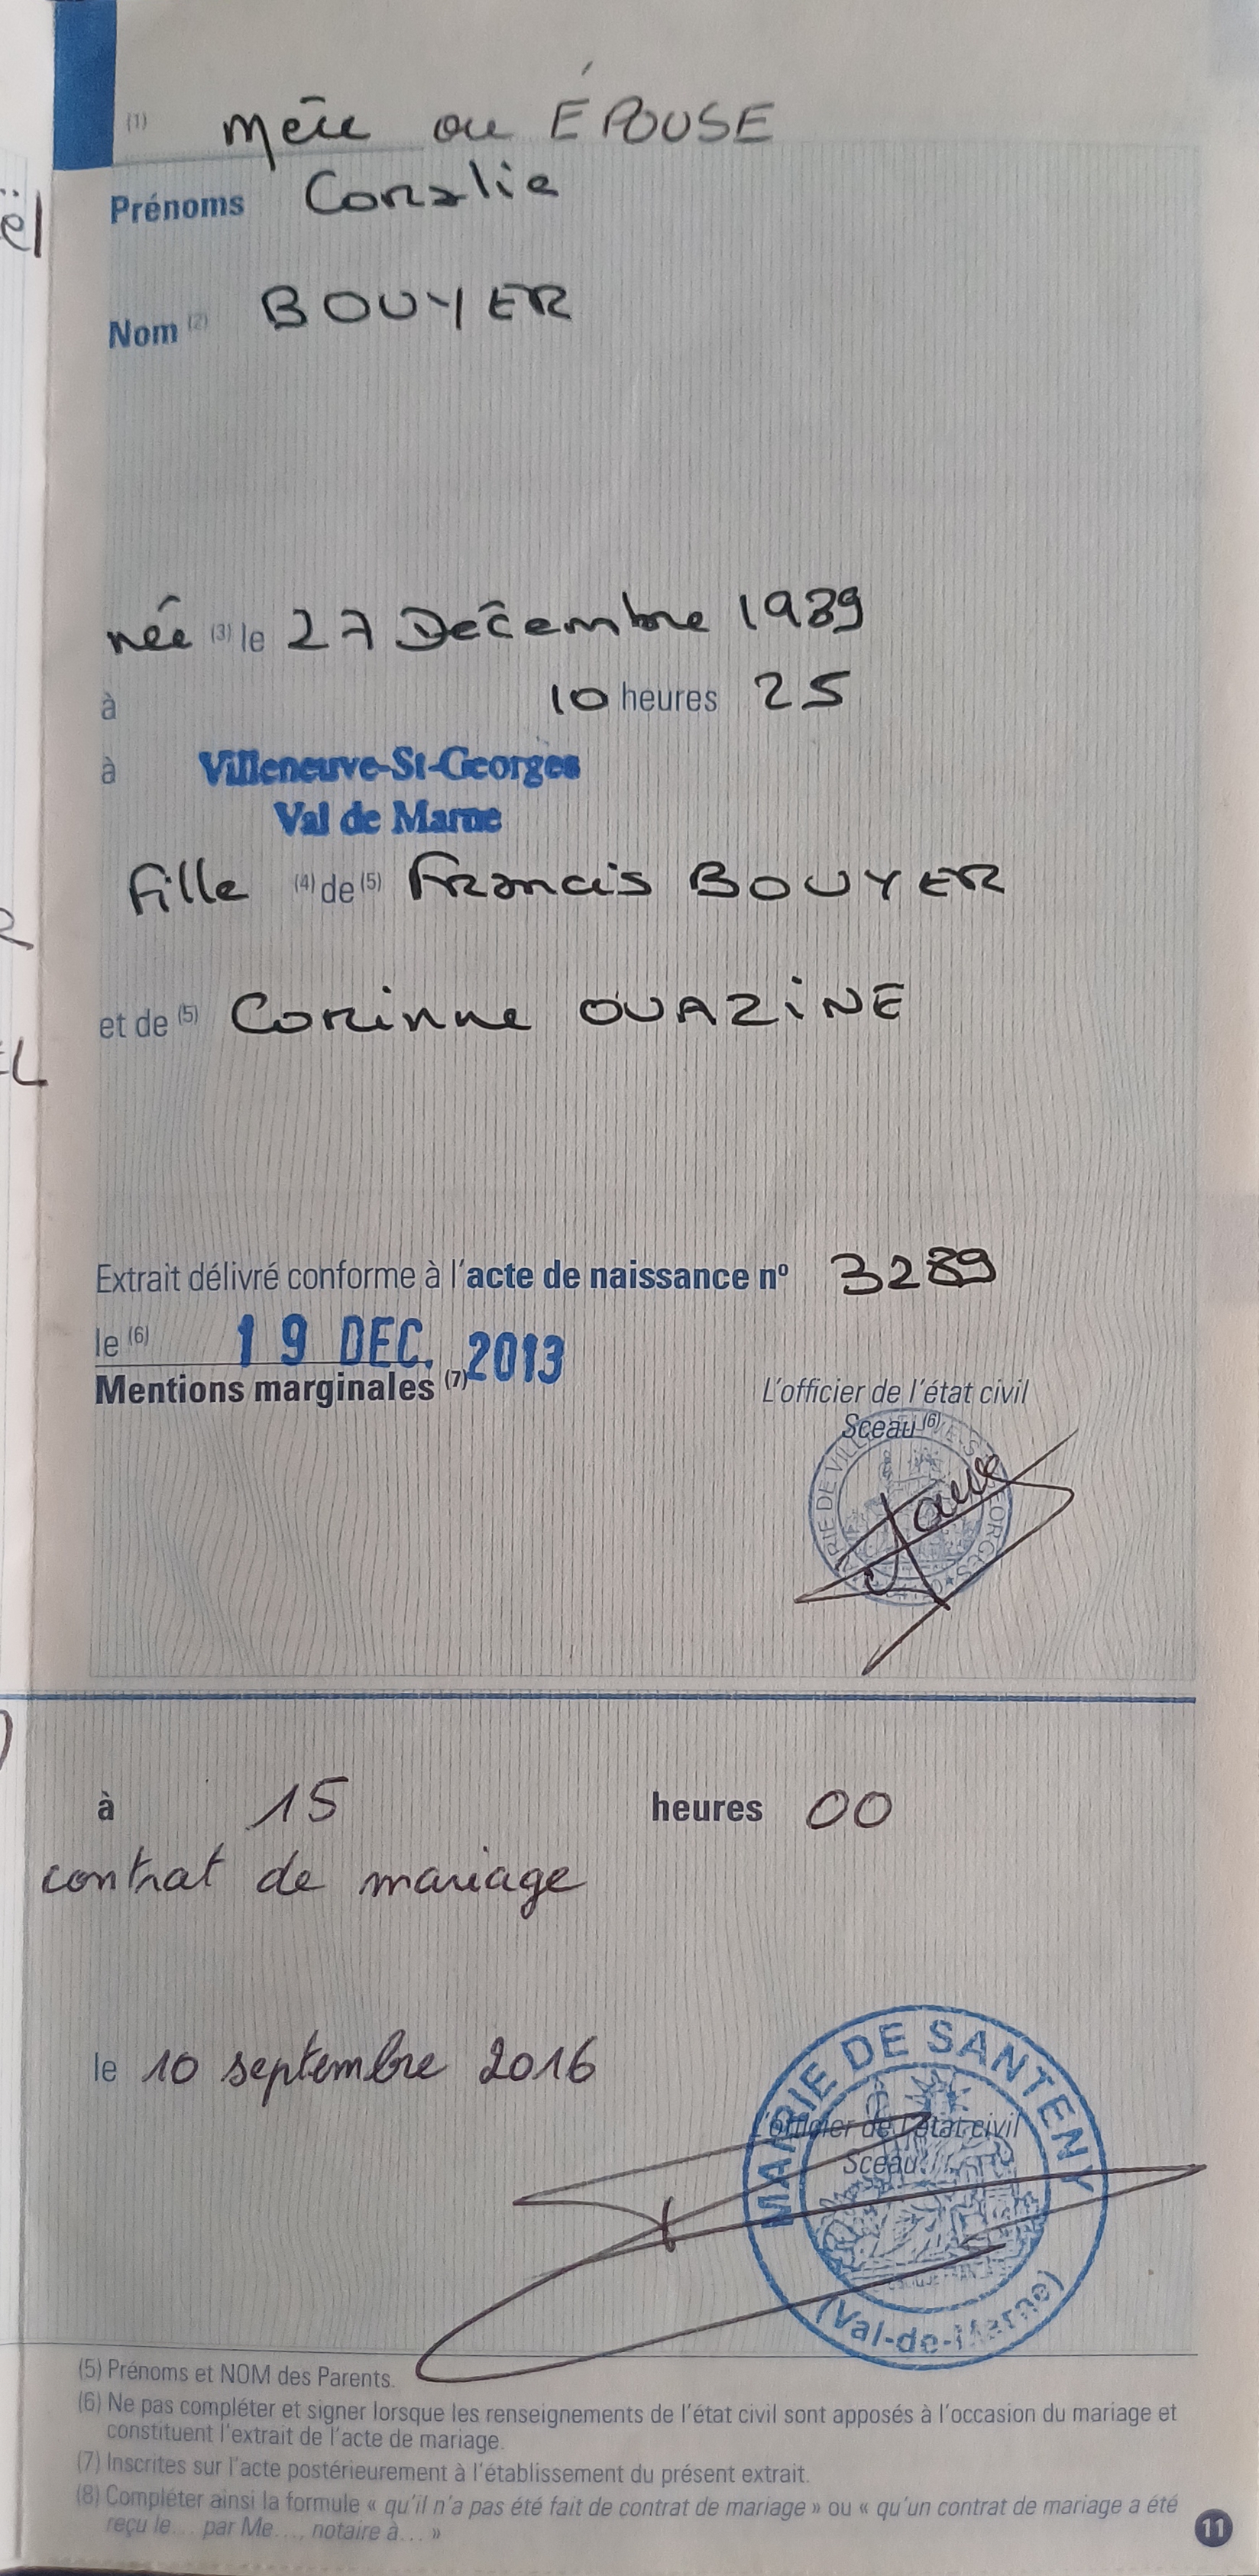 (1) Mère ou ÉPOUSE
Prénoms Coralie
ël
Nom (2) BOUYER
née (3) le 27 Décembre 1989
à 10 heures 25
à Villeneuve-St-Georges
Val de Marne
fille (4) de (5) Francis BOUYER
et de (5) Corinne OUAZINE
EL
Extrait délivré conforme à l'acte de naissance nº 3289
le (6) 19 DEC. 2013
Mentions marginales (7)
L'officier de l'état civil
Sceau (6)
à 15 heures 00
contrat de mariage
le 10 septembre 2016
MAIRIE DE SANTENY
L'officier de l'état civil
Sceau
(Val-de-Marne)
(5) Prénoms et NOM des Parents.
(6) Ne pas compléter et signer lorsque les renseignements de l'état civil sont apposés à l'occasion du mariage et
constituent l'extrait de l'acte de mariage.
(7) Inscrites sur l'acte postérieurement à l'établissement du présent extrait.
(8) Compléter ainsi la formule « qu'il n'a pas été fait de contrat de mariage » ou « qu'un contrat de mariage a été
reçu le... par Me..., notaire à... »
11